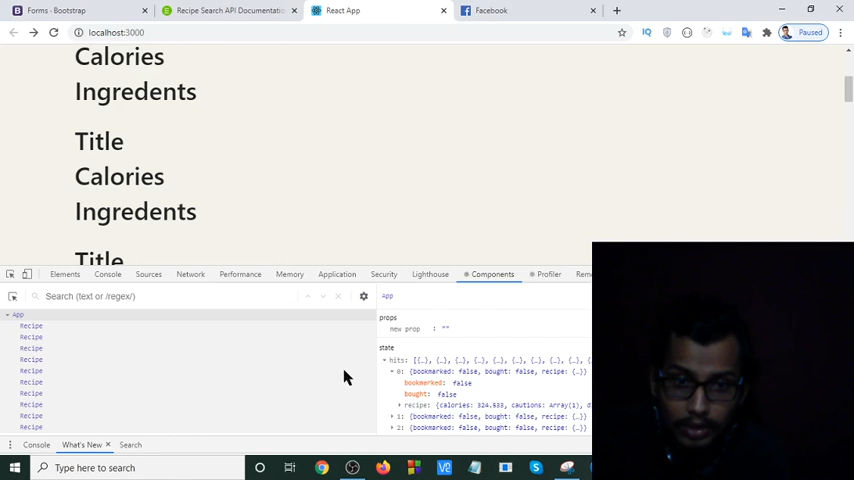 Forms - Bootstrap
Recipe Search API Documentation
React App
Facebook
localhost:3000
Paused
Calories
Ingredents
Title
Calories
Ingredents
Title
Elements Console Sources Network Performance Memory Application Security Lighthouse Components Profiler
Search (text or /regex/)
App
App
Recipe
Recipe
Recipe
Recipe
Recipe
Recipe
Recipe
Recipe
Recipe
Recipe
props
new prop : ""
state
hits: [{…}, {…}, {…}, {…}, {…}, {…}, {…}, {…},
0: {bookmarked: false, bought: false, recipe: {…}}
bookmarked: false
bought: false
recipe: {calories: 324.533, cautions: Array(1), d
1: {bookmarked: false, bought: false, recipe: {…}}
2: {bookmarked: false, bought: false, recipe: {…}}
Console What's New Search
Type here to search